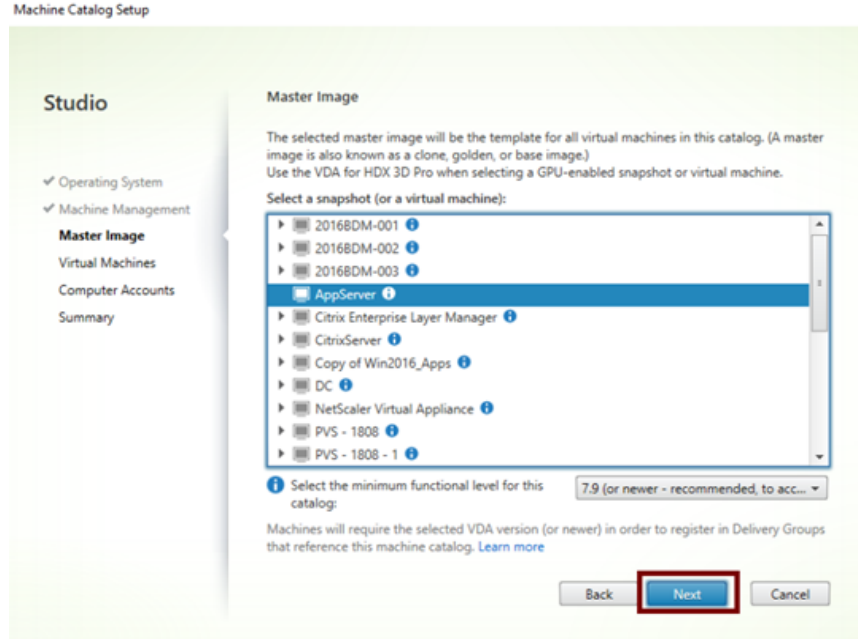 Machine Catalog Setup
Studio
Operating System
Machine Management
Master Image
Virtual Machines
Computer Accounts
Summary
Master Image
The selected master image will be the template for all virtual machines in this catalog. (A master
image is also known as a clone, golden, or base image.)
Use the VDA for HDX 3D Pro when selecting a GPU-enabled snapshot or virtual machine.
Select a snapshot (or a virtual machine):
2016BDM-001
2016BDM-002
2016BDM-003
AppServer
Citrix Enterprise Layer Manager
CitrixServer
Copy of Win2016_Apps
DC
NetScaler Virtual Appliance
PVS - 1808
PVS - 1808 - 1
Select the minimum functional level for this
catalog:
7.9 (or newer - recommended, to acc...
Machines will require the selected VDA version (or newer) in order to register in Delivery Groups
that reference this machine catalog. Learn more
Back
Next
Cancel